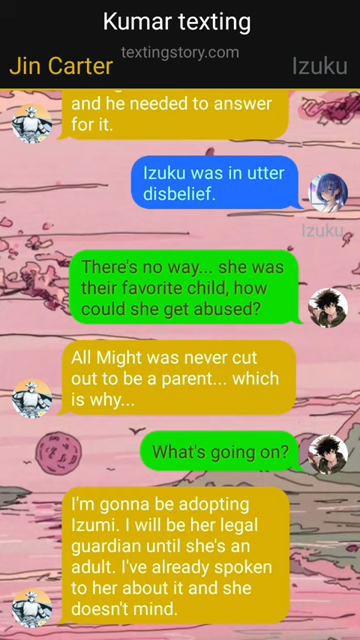 Kumar texting
textingstory.com
Jin Carter
Izuku
and he needed to answer
for it.
Izuku was in utter
disbelief.
Izuku
There's no way... she was
their favorite child, how
could she get abused?
All Might was never cut
out to be a parent... which
is why...
What's going on?
I'm gonna be adopting
Izumi. I will be her legal
guardian until she's an
adult. I've already spoken
to her about it and she
doesn't mind.